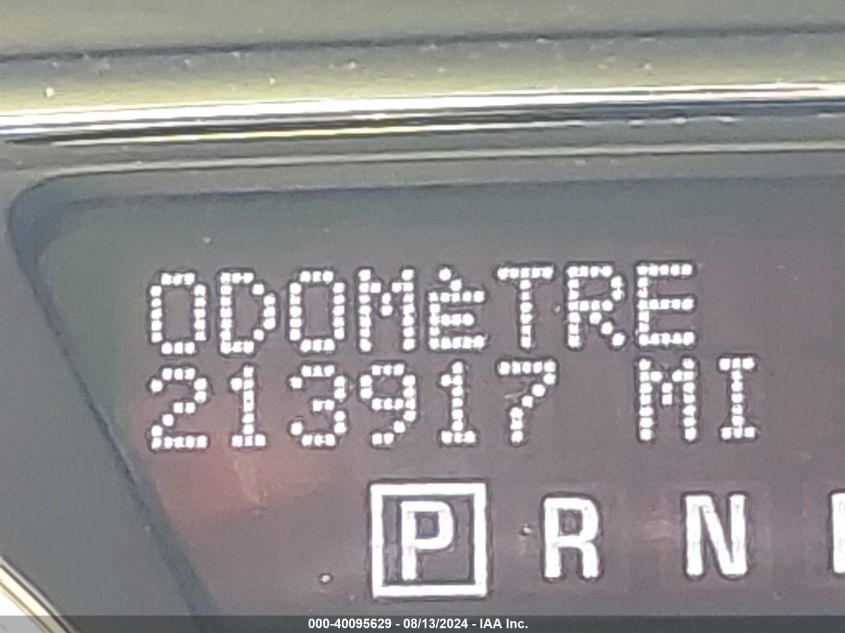 ODOMÈTRE
213917 MI
P R N
000-40095629 - 08/13/2024 - IAA Inc.